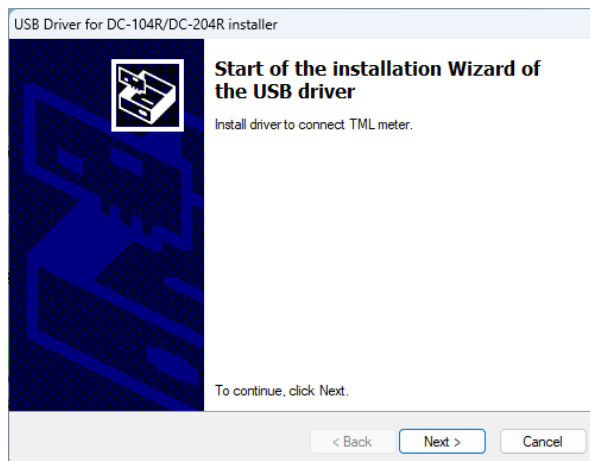 USB Driver for DC-104R/DC-204R installer
Start of the installation Wizard of
the USB driver
Install driver to connect TML meter.
To continue, click Next.
< Back
Next >
Cancel